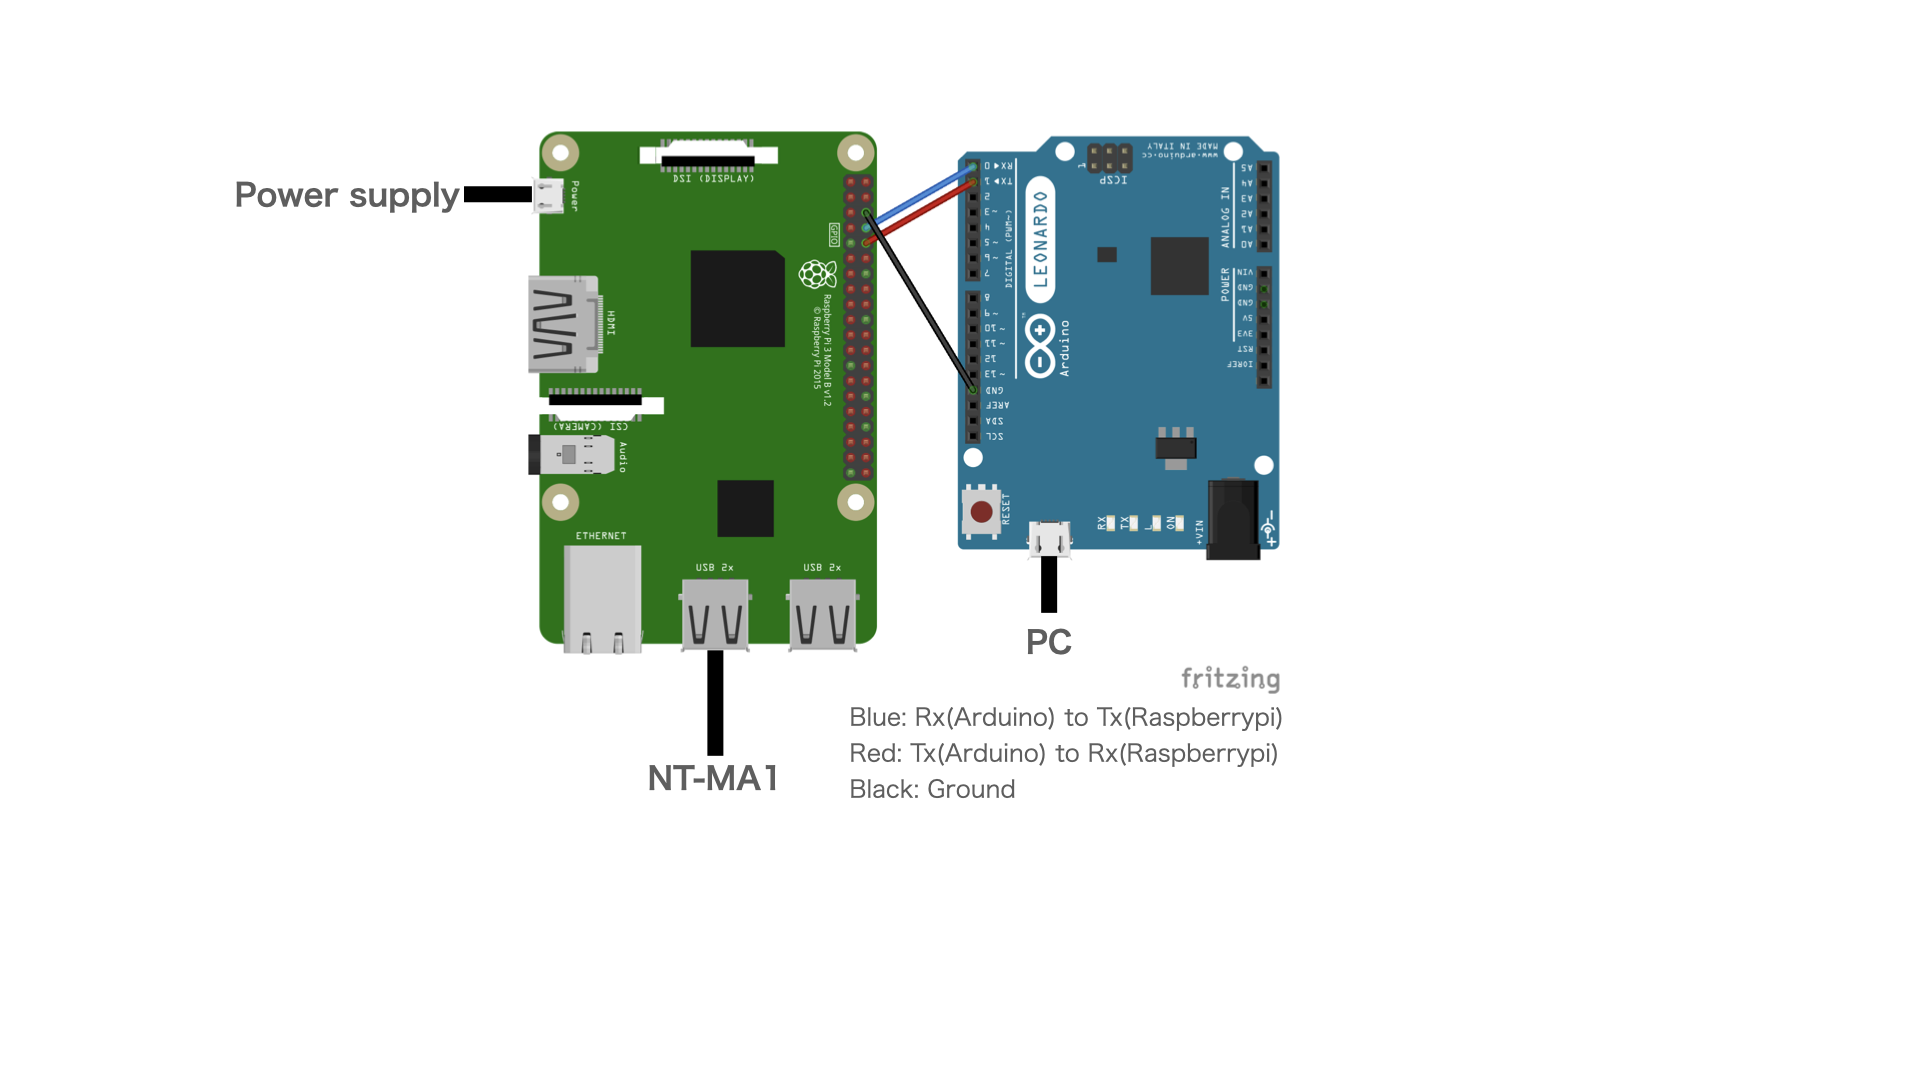 Power supply
Power
DSI (DISPLAY)
GPIO
HDMI
Raspberry Pi 3 Model B v1.2
© Raspberry Pi 2015
CSI (CAMERA)
Audio
ETHERNET
USB 2x
USB 2x
NT-MA1
RX ▶ 0
TX ▶ 1
2
~ 3
4
~ 5
~ 6
7
8
~ 9
~ 10
~ 11
12
~ 13
GND
AREF
SDA
SCL
DIGITAL (PWM~)
LEONARDO
Arduino
TM
1
ICSP
MADE IN ITALY
www.arduino.cc
A5
A4
A3
A2
A1
A0
ANALOG IN
VIN
GND
GND
5V
3V3
RST
IOREF
POWER
RESET
RX
TX
L
ON
+VIN
PC
fritzing
Blue: Rx(Arduino) to Tx(Raspberrypi)
Red: Tx(Arduino) to Rx(Raspberrypi)
Black: Ground